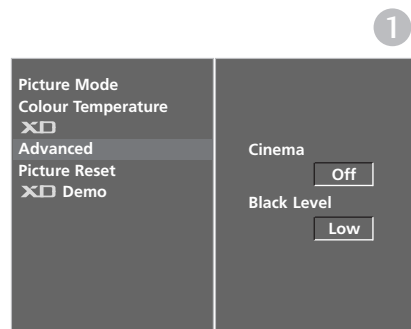 1
Picture Mode
Colour Temperature
XD
Advanced
Picture Reset
XD Demo
Cinema
Off
Black Level
Low